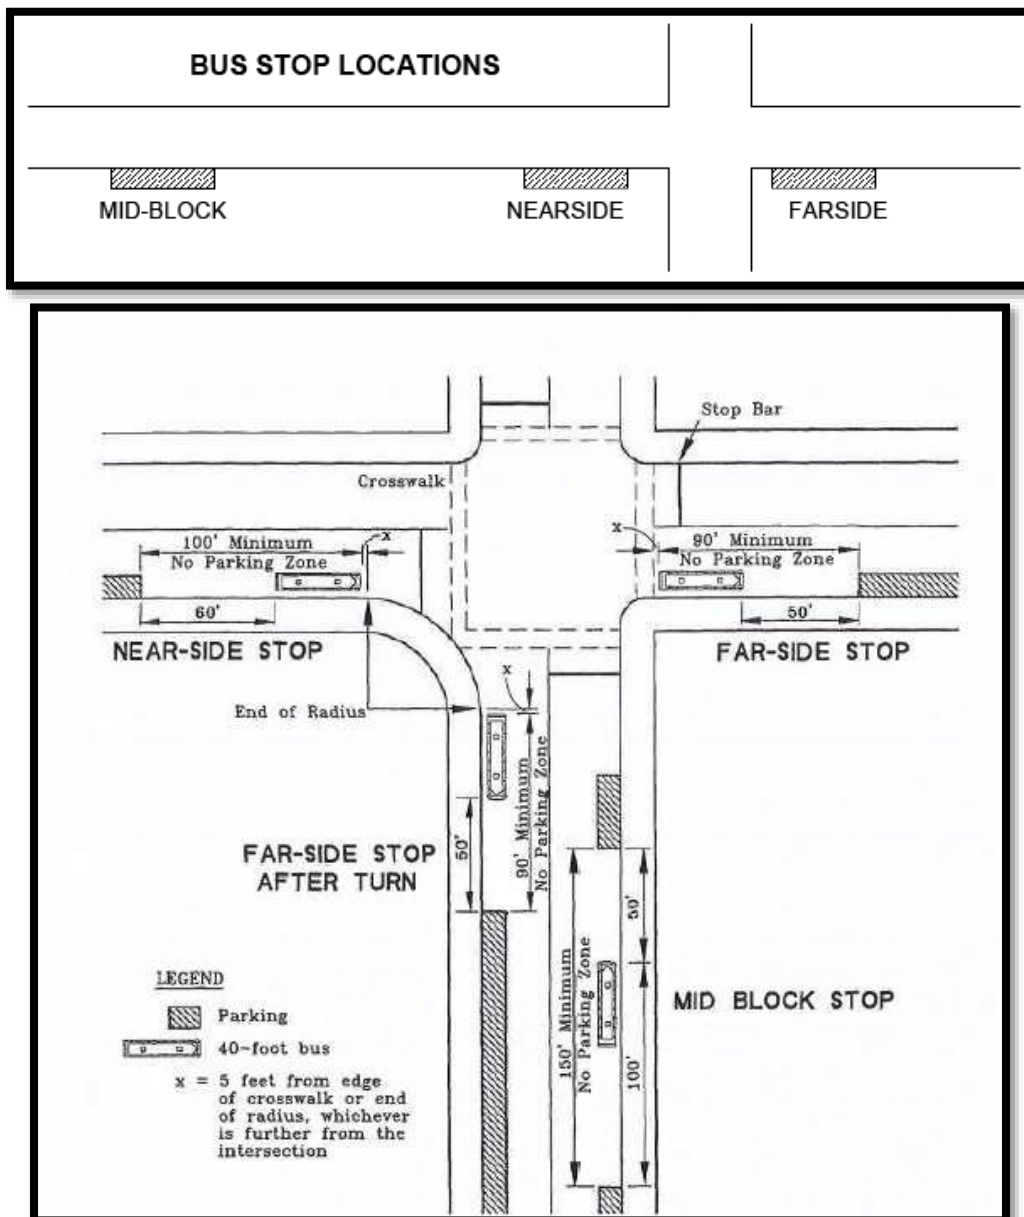 BUS STOP LOCATIONS
MID-BLOCK
NEARSIDE
FARSIDE
Stop Bar
Crosswalk
x
x
100' Minimum
No Parking Zone
90' Minimum
No Parking Zone
60'
50'
NEAR-SIDE STOP
FAR-SIDE STOP
x
End of Radius
50'
90' Minimum
No Parking Zone
FAR-SIDE STOP
AFTER TURN
50'
150' Minimum
No Parking Zone
100'
MID BLOCK STOP
LEGEND
Parking
40-foot bus
x = 5 feet from edge
of crosswalk or end
of radius, whichever
is further from the
intersection